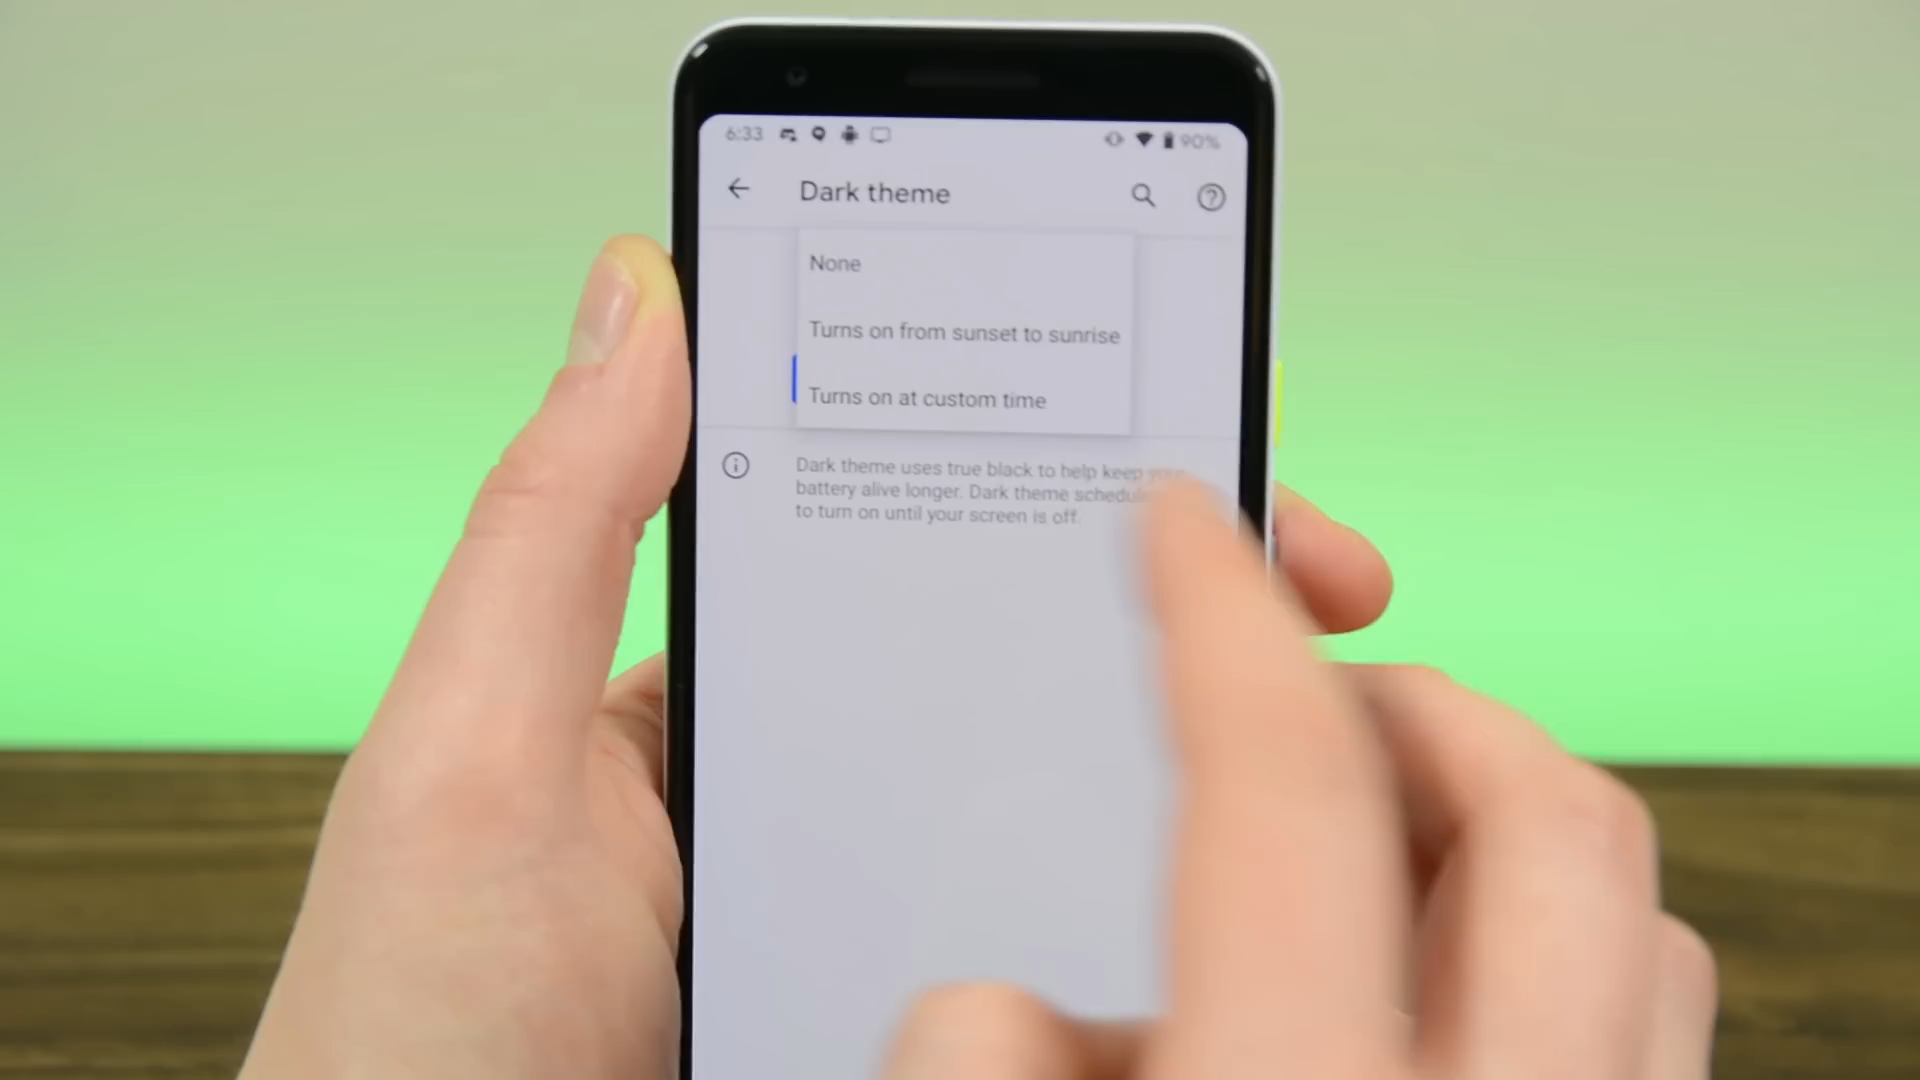 6:33 90%
Dark theme
None
Turns on from sunset to sunrise
Turns on at custom time
Dark theme uses true black to help keep your
battery alive longer. Dark theme schedule
to turn on until your screen is off.